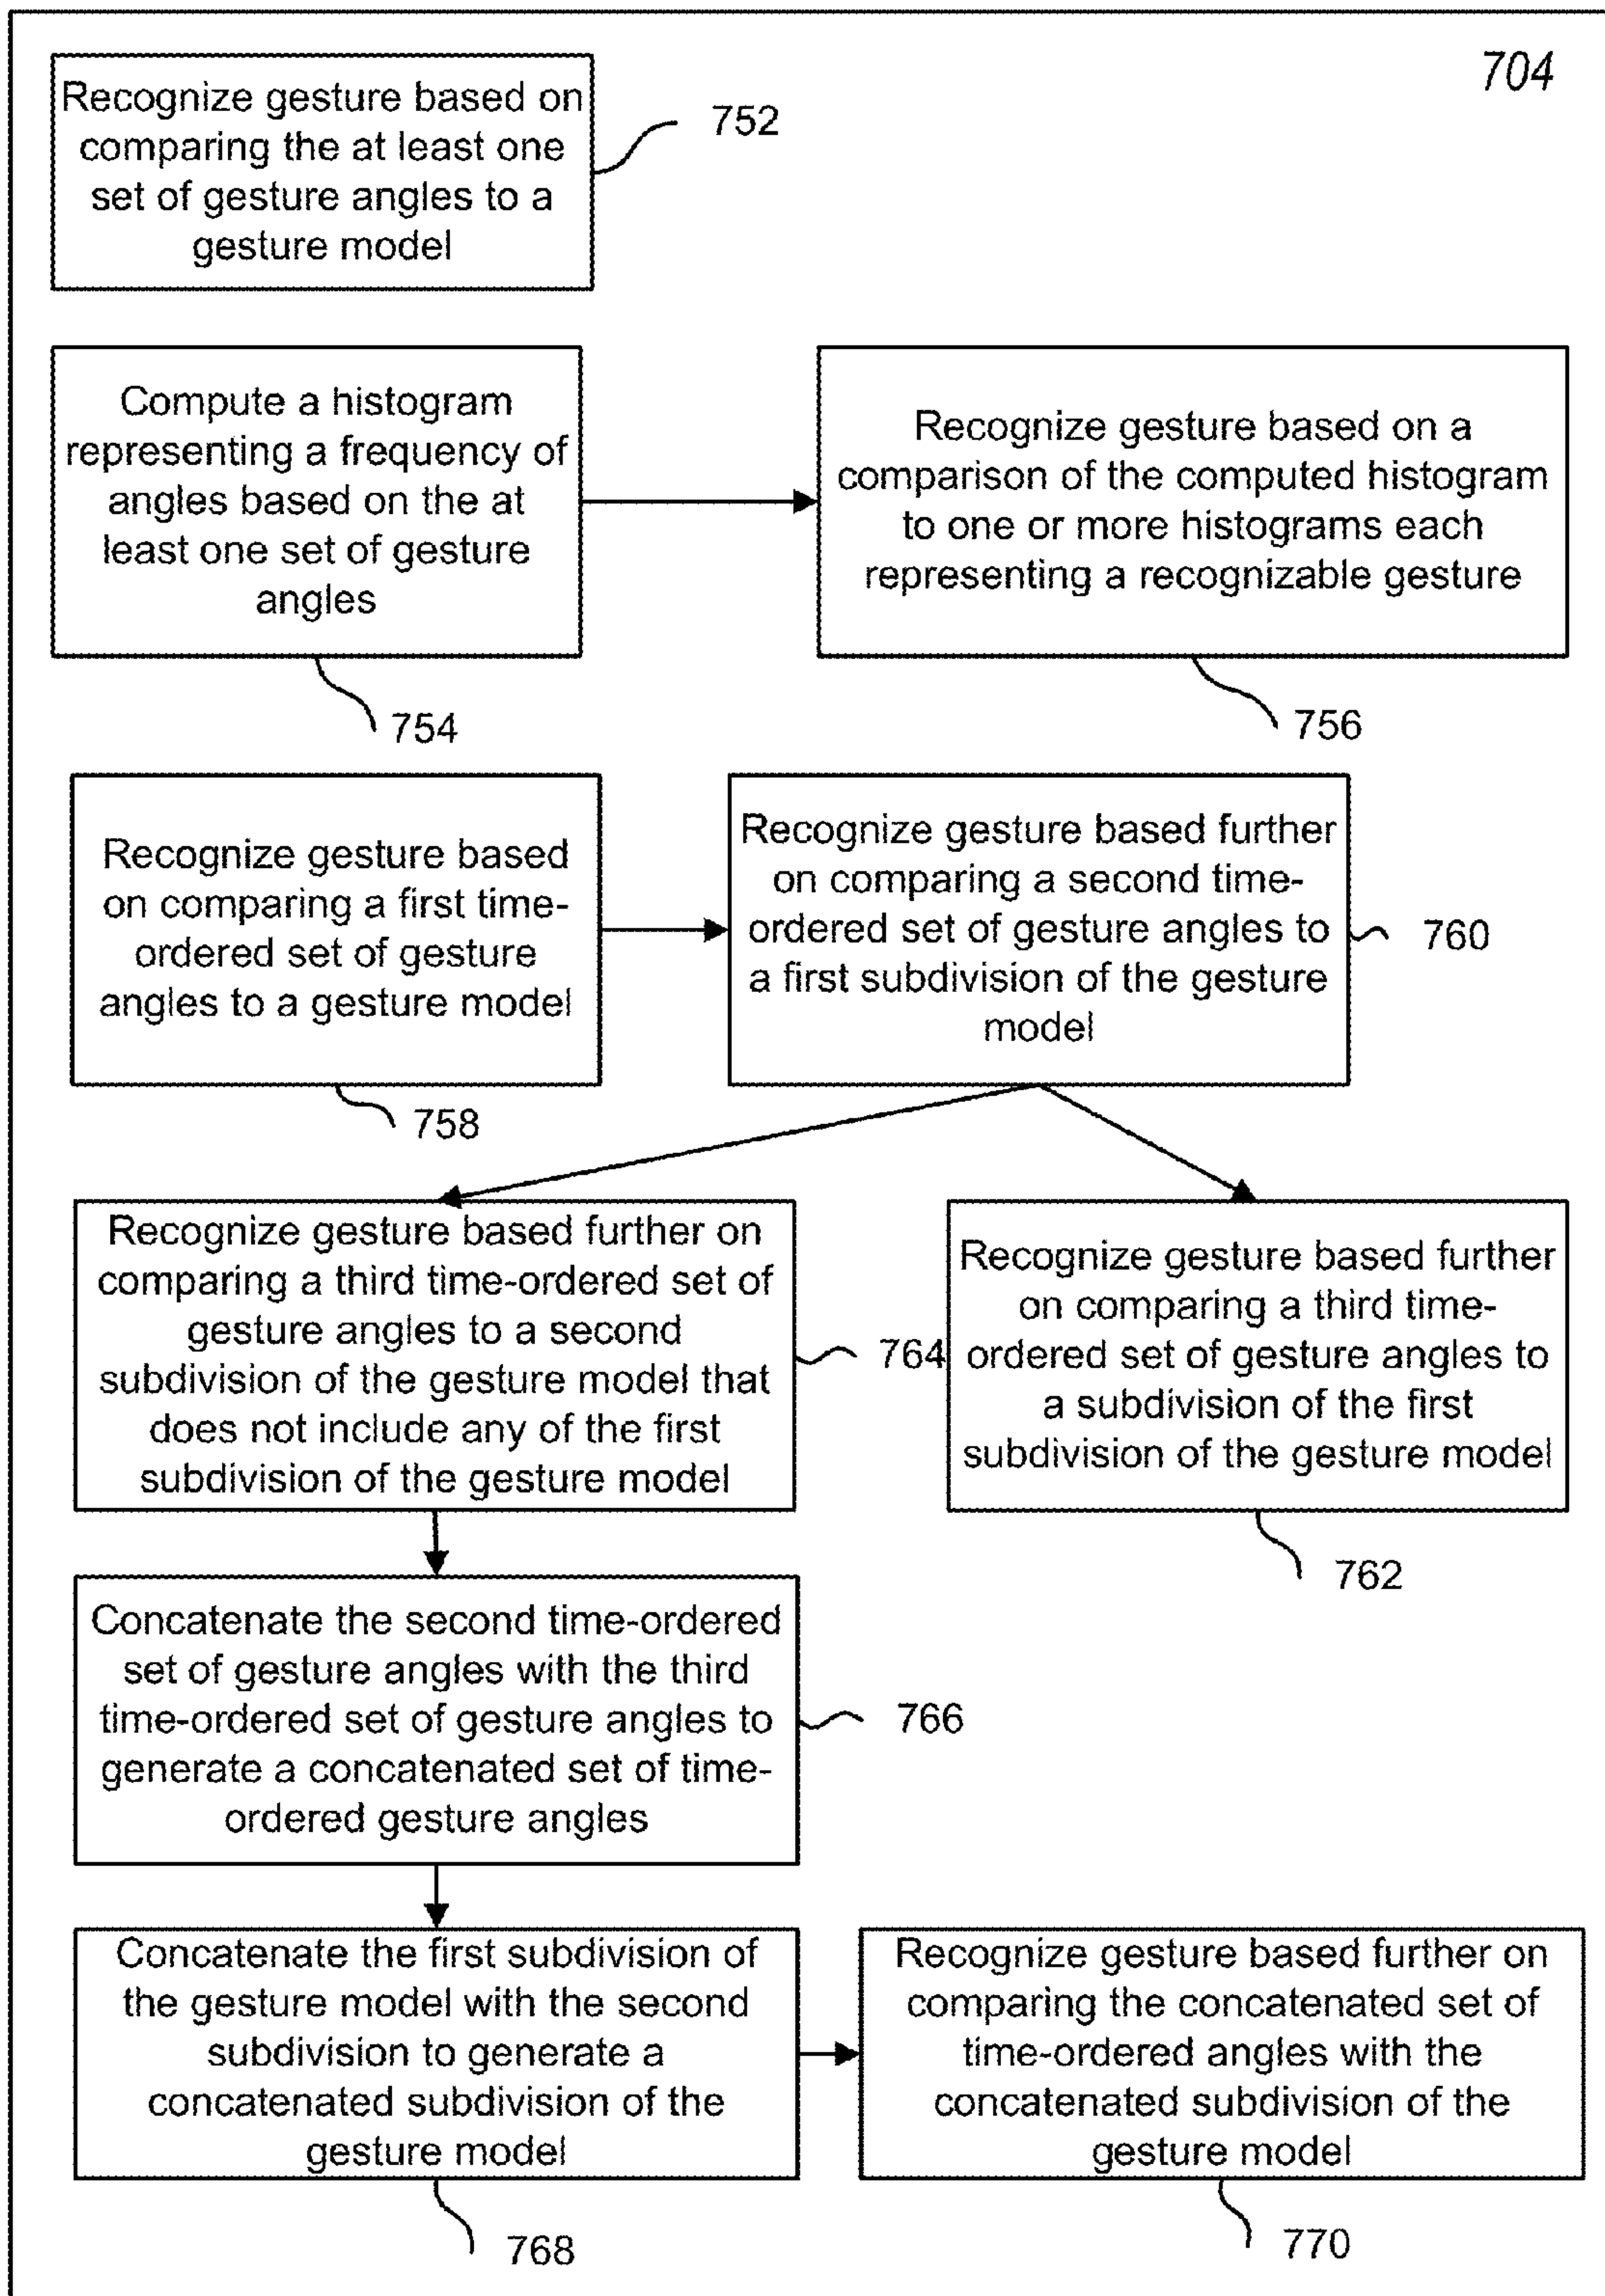 704
Recognize gesture based on
comparing the at least one
set of gesture angles to a
gesture model
752
Compute a histogram
representing a frequency of
angles based on the at
least one set of gesture
angles
754
Recognize gesture based on a
comparison of the computed histogram
to one or more histograms each
representing a recognizable gesture
756
Recognize gesture based
on comparing a first time-
ordered set of gesture
angles to a gesture model
758
Recognize gesture based further
on comparing a second time-
ordered set of gesture angles to
a first subdivision of the gesture
model
760
Recognize gesture based further on
comparing a third time-ordered set of
gesture angles to a second
subdivision of the gesture model that
does not include any of the first
subdivision of the gesture model
764
Recognize gesture based further
on comparing a third time-
ordered set of gesture angles to
a subdivision of the first
subdivision of the gesture model
762
Concatenate the second time-ordered
set of gesture angles with the third
time-ordered set of gesture angles to
generate a concatenated set of time-
ordered gesture angles
766
Concatenate the first subdivision of
the gesture model with the second
subdivision to generate a
concatenated subdivision of the
gesture model
768
Recognize gesture based further on
comparing the concatenated set of
time-ordered angles with the
concatenated subdivision of the
gesture model
770